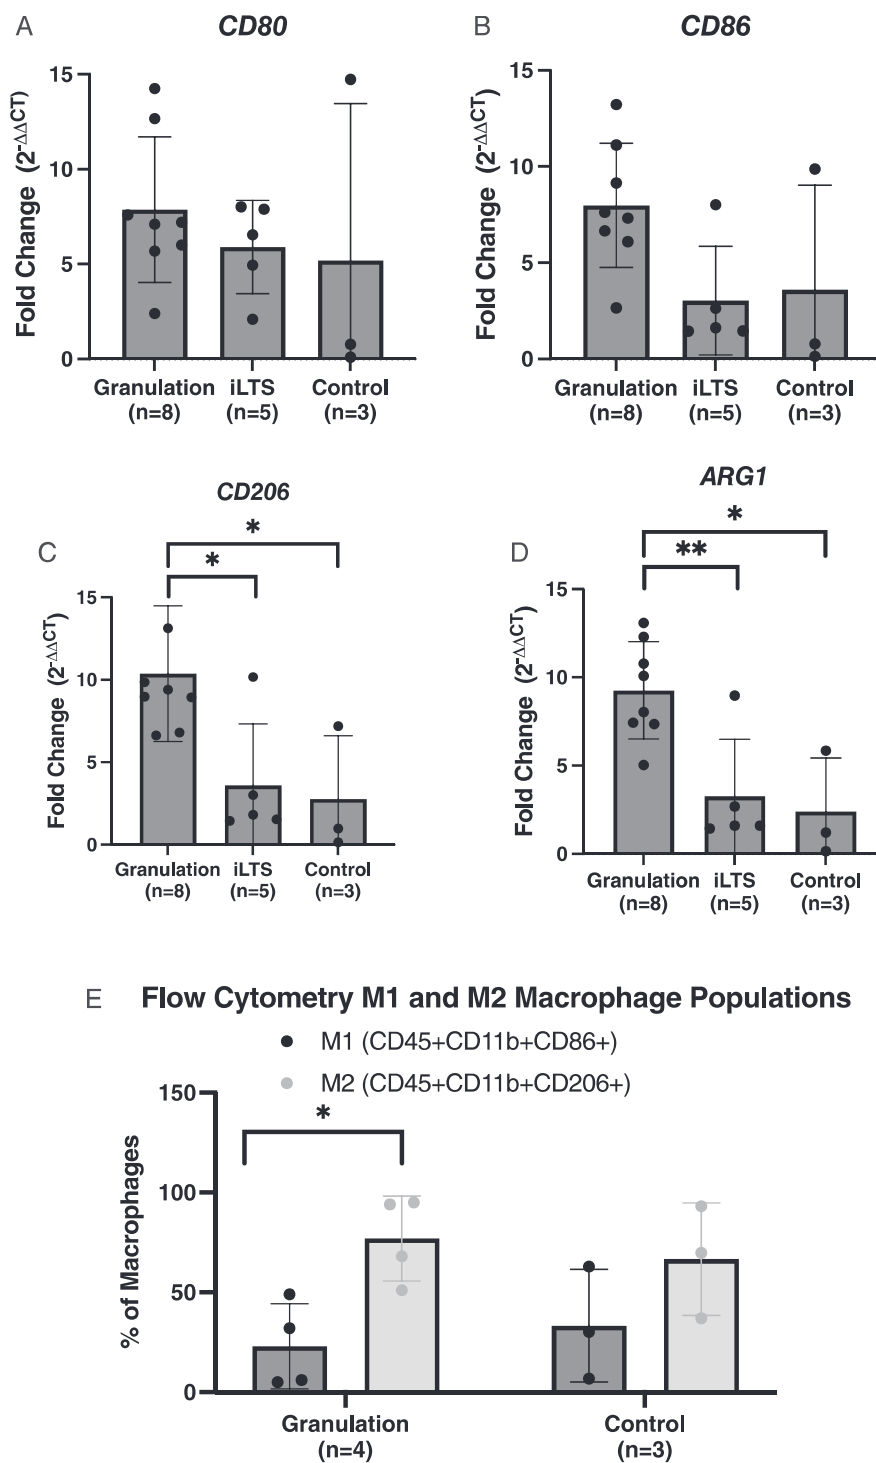 A
CD80
Fold Change (2-ΔΔCT)
15
10
5
0
Granulation
(n=8)
iLTS
(n=5)
Control
(n=3)
B
CD86
Fold Change (2-ΔΔCT)
15
10
5
0
Granulation
(n=8)
iLTS
(n=5)
Control
(n=3)
C
CD206
*
*
Fold Change (2-ΔΔCT)
15
10
5
0
Granulation
(n=8)
iLTS
(n=5)
Control
(n=3)
D
ARG1
*
**
Fold Change (2-ΔΔCT)
15
10
5
0
Granulation
(n=8)
iLTS
(n=5)
Control
(n=3)
E
Flow Cytometry M1 and M2 Macrophage Populations
M1 (CD45+CD11b+CD86+)
M2 (CD45+CD11b+CD206+)
*
% of Macrophages
150
100
50
0
Granulation
(n=4)
Control
(n=3)